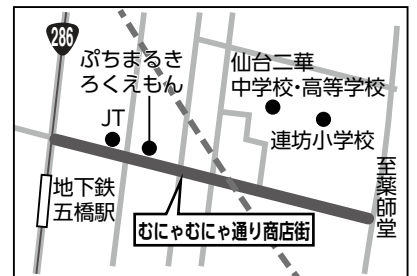 286
ぷちまるき
ろくえもん
JT
仙台二華
中学校・高等学校
連坊小学校
至薬師堂
地下鉄
五橋駅
むにゃむにゃ通り商店街